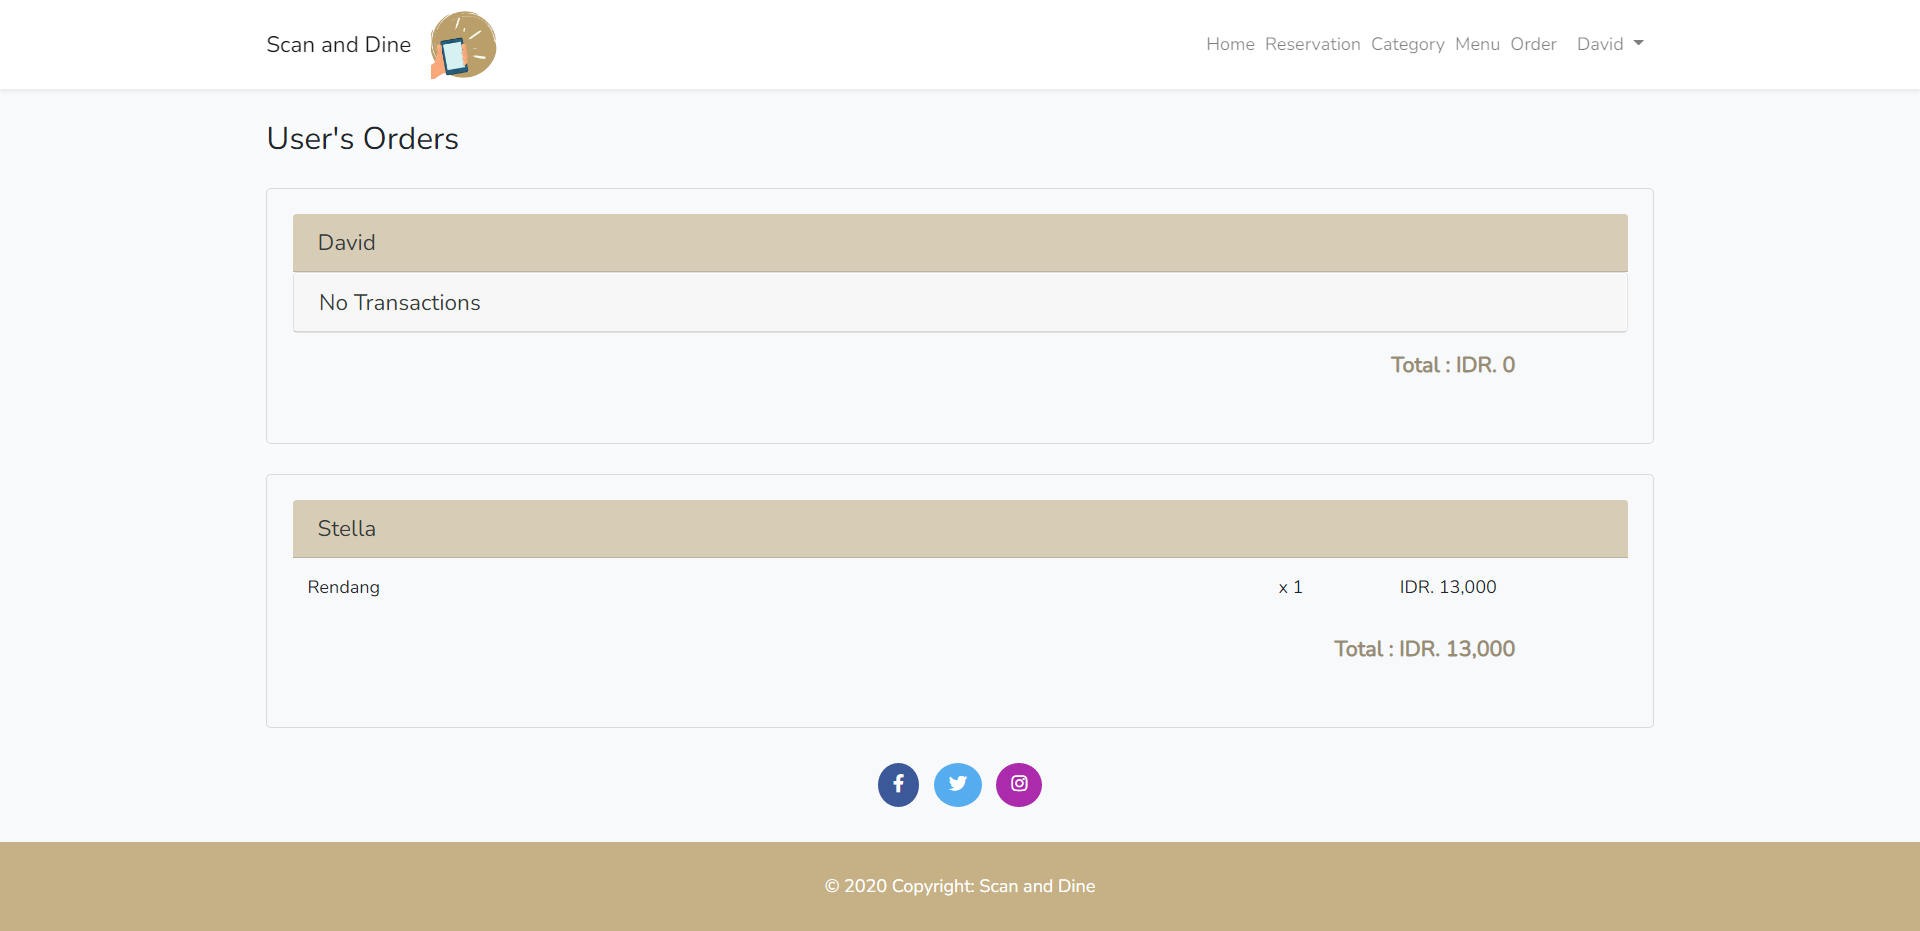 Scan and Dine
Home Reservation Category Menu Order David
User's Orders
David
No Transactions
Total : IDR. 0
Stella
Rendang x 1 IDR. 13,000
Total : IDR. 13,000
© 2020 Copyright: Scan and Dine